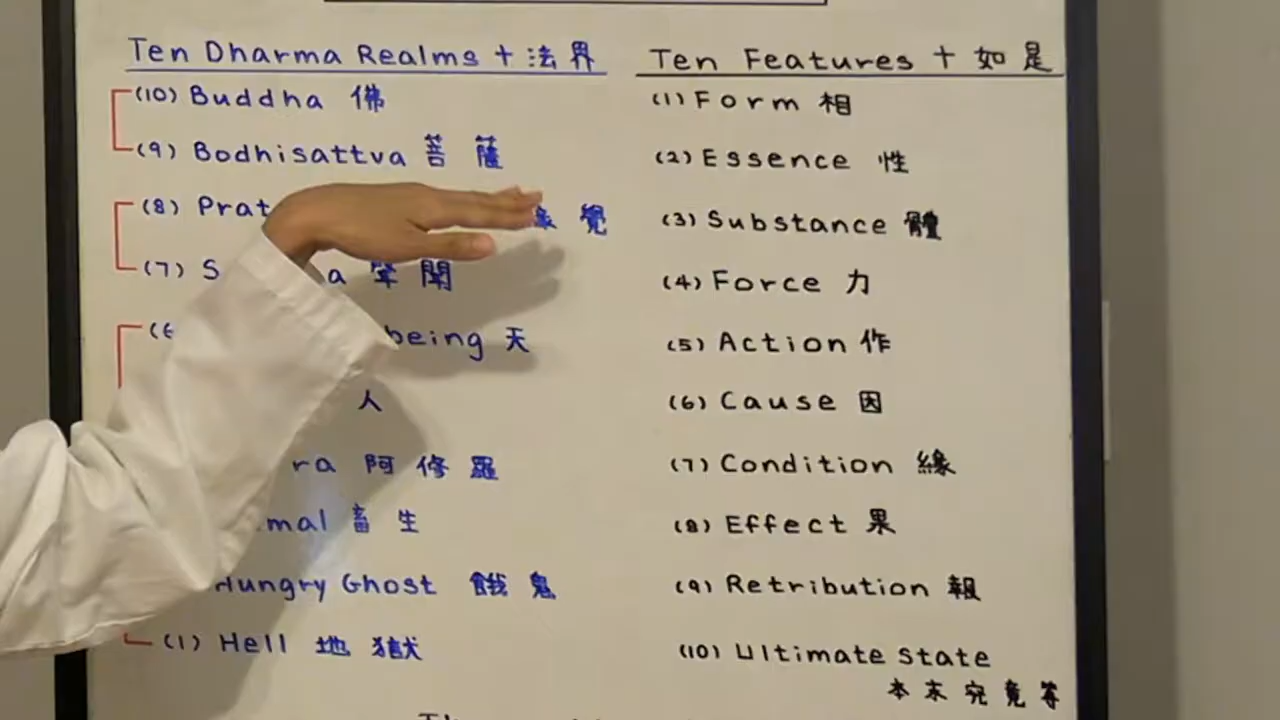 Ten Dharma Realms 十法界
(10) Buddha 佛
(9) Bodhisattva 菩薩
(8) Prat 緣覺
(7) S a 聲聞
(6 being 天
人
ra 阿修羅
mal 畜生
Hungry Ghost 餓鬼
(1) Hell 地獄
Ten Features 十如是
(1) Form 相
(2) Essence 性
(3) Substance 體
(4) Force 力
(5) Action 作
(6) Cause 因
(7) Condition 緣
(8) Effect 果
(9) Retribution 報
(10) Ultimate State
本末究竟等